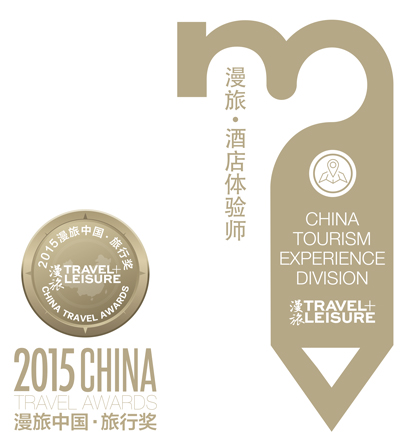 漫旅·酒店体验师
CHINA
TOURISM
EXPERIENCE
DIVISION
漫旅 TRAVEL+
LEISURE
2015漫旅中国·旅行奖
漫旅 TRAVEL+
LEISURE
CHINA TRAVEL AWARDS
2015 CHINA
TRAVEL AWARDS
漫旅中国·旅行奖